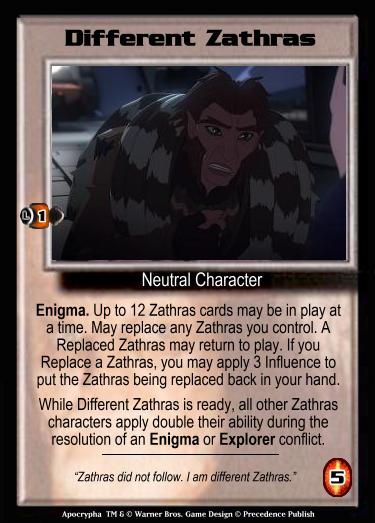 Different Zathras
L 1
Neutral Character
Enigma. Up to 12 Zathras cards may be in play at
a time. May replace any Zathras you control. A
Replaced Zathras may return to play. If you
Replace a Zathras, you may apply 3 Influence to
put the Zathras being replaced back in your hand.
While Different Zathras is ready, all other Zathras
characters apply double their ability during the
resolution of an Enigma or Explorer conflict.
"Zathras did not follow. I am different Zathras."
5
Apocrypha TM & © Warner Bros. Game Design © Precedence Publish